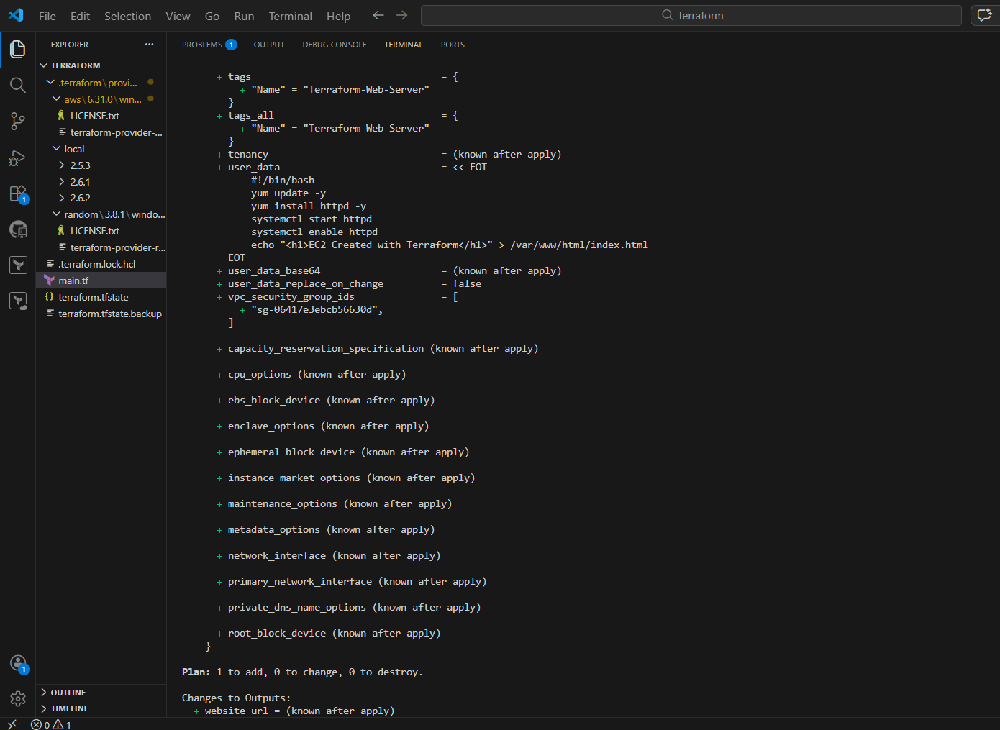 File Edit Selection View Go Run Terminal Help
terraform
EXPLORER ...
TERRAFORM
.terraform\provi...
aws\6.31.0\win...
LICENSE.txt
terraform-provider-...
local
2.5.3
2.6.1
2.6.2
random\3.8.1\windo...
LICENSE.txt
terraform-provider-r...
.terraform.lock.hcl
main.tf
{} terraform.tfstate
terraform.tfstate.backup
OUTLINE
TIMELINE
1
1
PROBLEMS 1 OUTPUT DEBUG CONSOLE TERMINAL PORTS
+ tags = {
+ "Name" = "Terraform-Web-Server"
}
+ tags_all = {
+ "Name" = "Terraform-Web-Server"
}
+ tenancy = (known after apply)
+ user_data = <<-EOT
#!/bin/bash
yum update -y
yum install httpd -y
systemctl start httpd
systemctl enable httpd
echo "<h1>EC2 Created with Terraform</h1>" > /var/www/html/index.html
EOT
+ user_data_base64 = (known after apply)
+ user_data_replace_on_change = false
+ vpc_security_group_ids = [
+ "sg-06417e3ebcb56630d",
]
+ capacity_reservation_specification (known after apply)
+ cpu_options (known after apply)
+ ebs_block_device (known after apply)
+ enclave_options (known after apply)
+ ephemeral_block_device (known after apply)
+ instance_market_options (known after apply)
+ maintenance_options (known after apply)
+ metadata_options (known after apply)
+ network_interface (known after apply)
+ primary_network_interface (known after apply)
+ private_dns_name_options (known after apply)
+ root_block_device (known after apply)
}
Plan: 1 to add, 0 to change, 0 to destroy.
Changes to Outputs:
+ website_url = (known after apply)
0 1